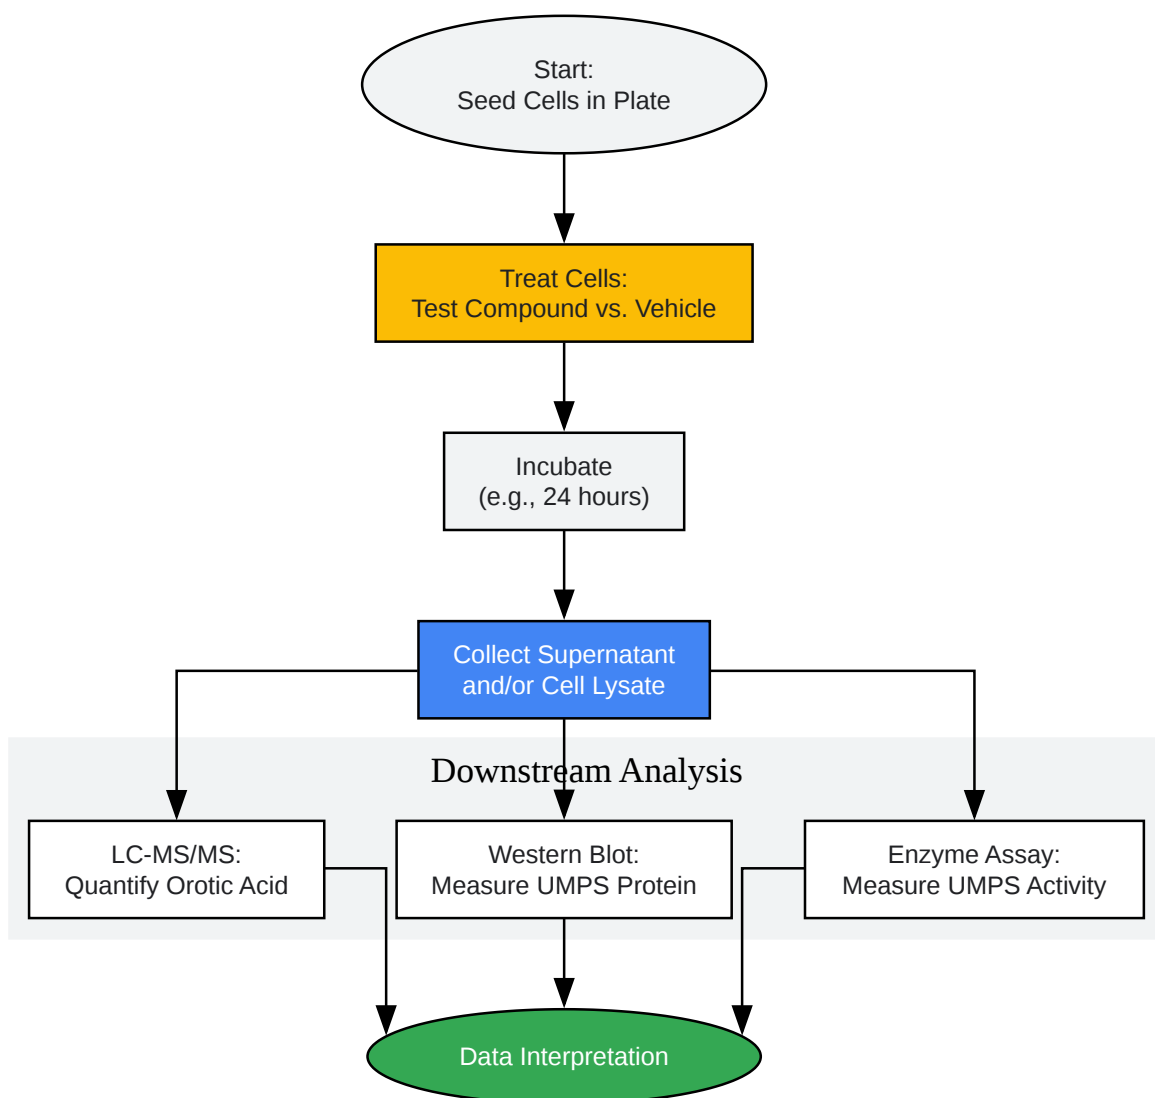 Start:
Seed Cells in Plate
Treat Cells:
Test Compound vs. Vehicle
Incubate
(e.g., 24 hours)
Collect Supernatant
and/or Cell Lysate
Downstream Analysis
LC-MS/MS:
Quantify Orotic Acid
Western Blot:
Measure UMPS Protein
Enzyme Assay:
Measure UMPS Activity
Data Interpretation